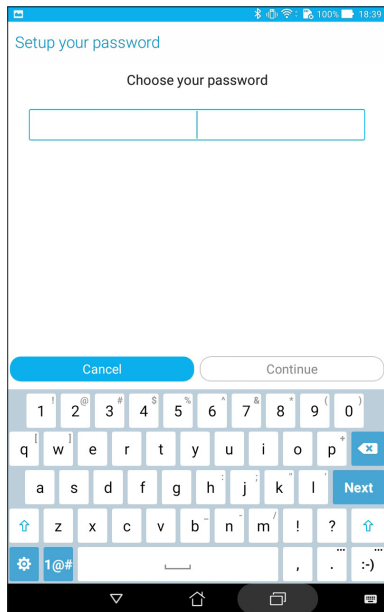 100% 18:39
Setup your password
Choose your password
Cancel Continue
! @ # $ % ^ & * ( )
1 2 3 4 5 6 7 8 9 0
[ ] +
q w e r t y u i o p
: ; " '
a s d f g h j k l Next
_ - /
z x c v b n m ! ?
1@# , . ... :-) ...